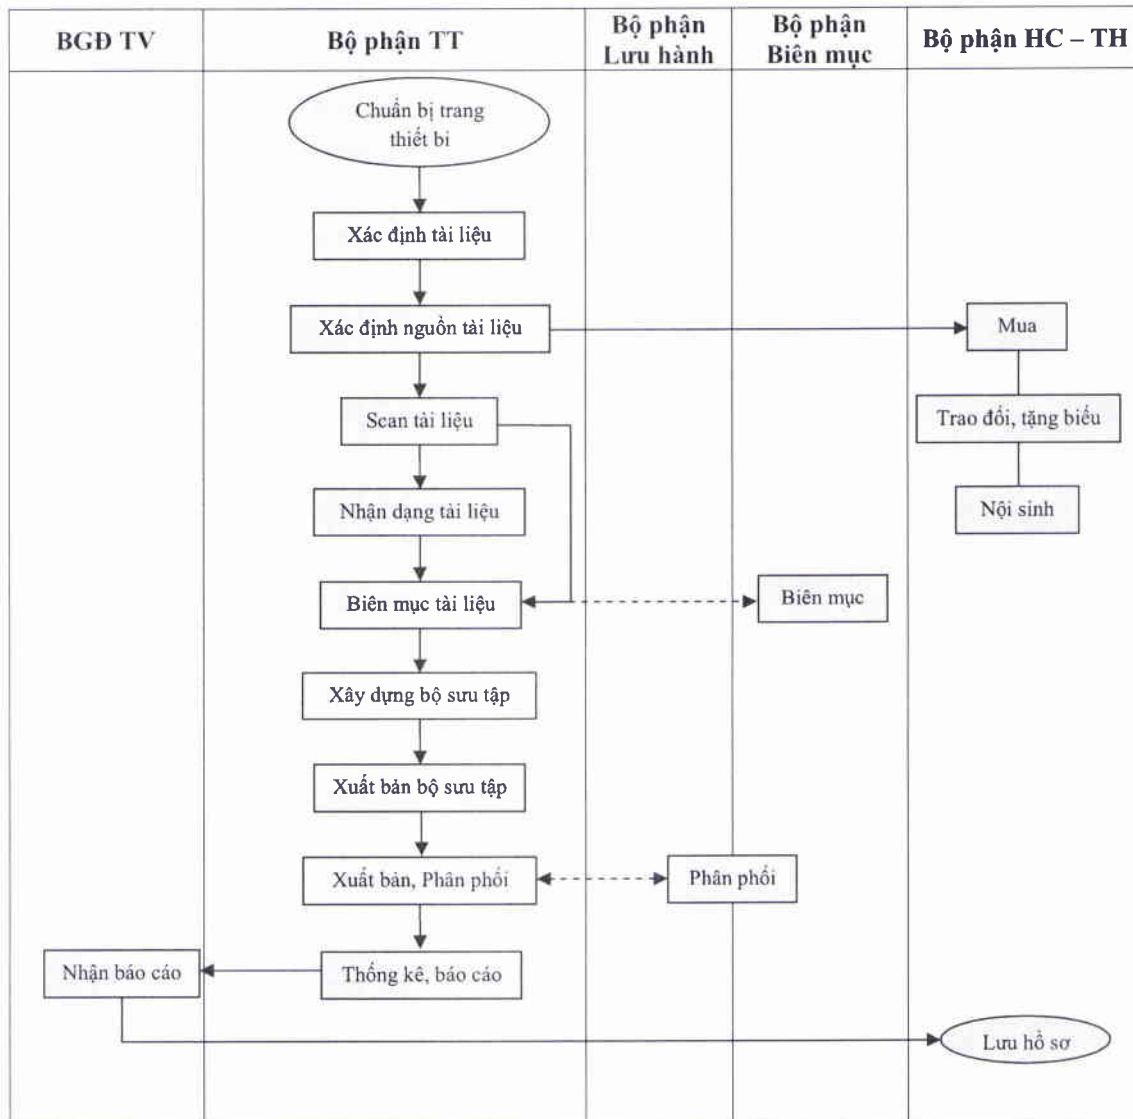 BGĐ TV
Bộ phận TT
Bộ phận
Lưu hành
Bộ phận
Biên mục
Bộ phận HC – TH
Chuẩn bị trang
thiết bi
Xác định tài liệu
Xác định nguồn tài liệu
Mua
Scan tài liệu
Trao đổi, tặng biếu
Nhận dạng tài liệu
Nội sinh
Biên mục tài liệu
Biên mục
Xây dựng bộ sưu tập
Xuất bản bộ sưu tập
Xuất bản, Phân phối
Phân phối
Nhận báo cáo
Thống kê, báo cáo
Lưu hồ sơ